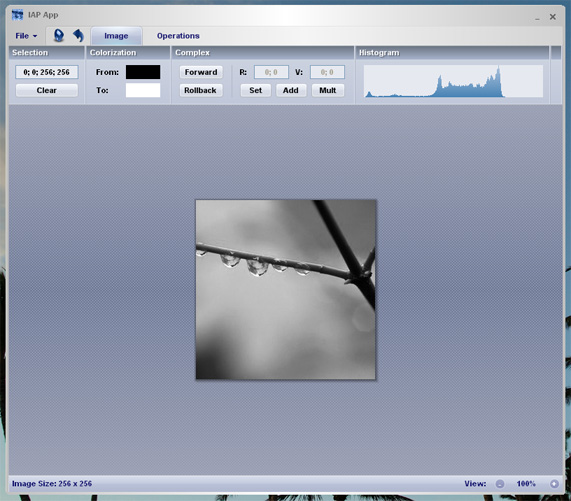 IAP App
File Image Operations
Selection Colorization Complex Histogram
0; 0; 256; 256 From: Forward R: 0; 0 V: 0; 0
Clear To: Rollback Set Add Mult
Image Size: 256 x 256 View: 100%